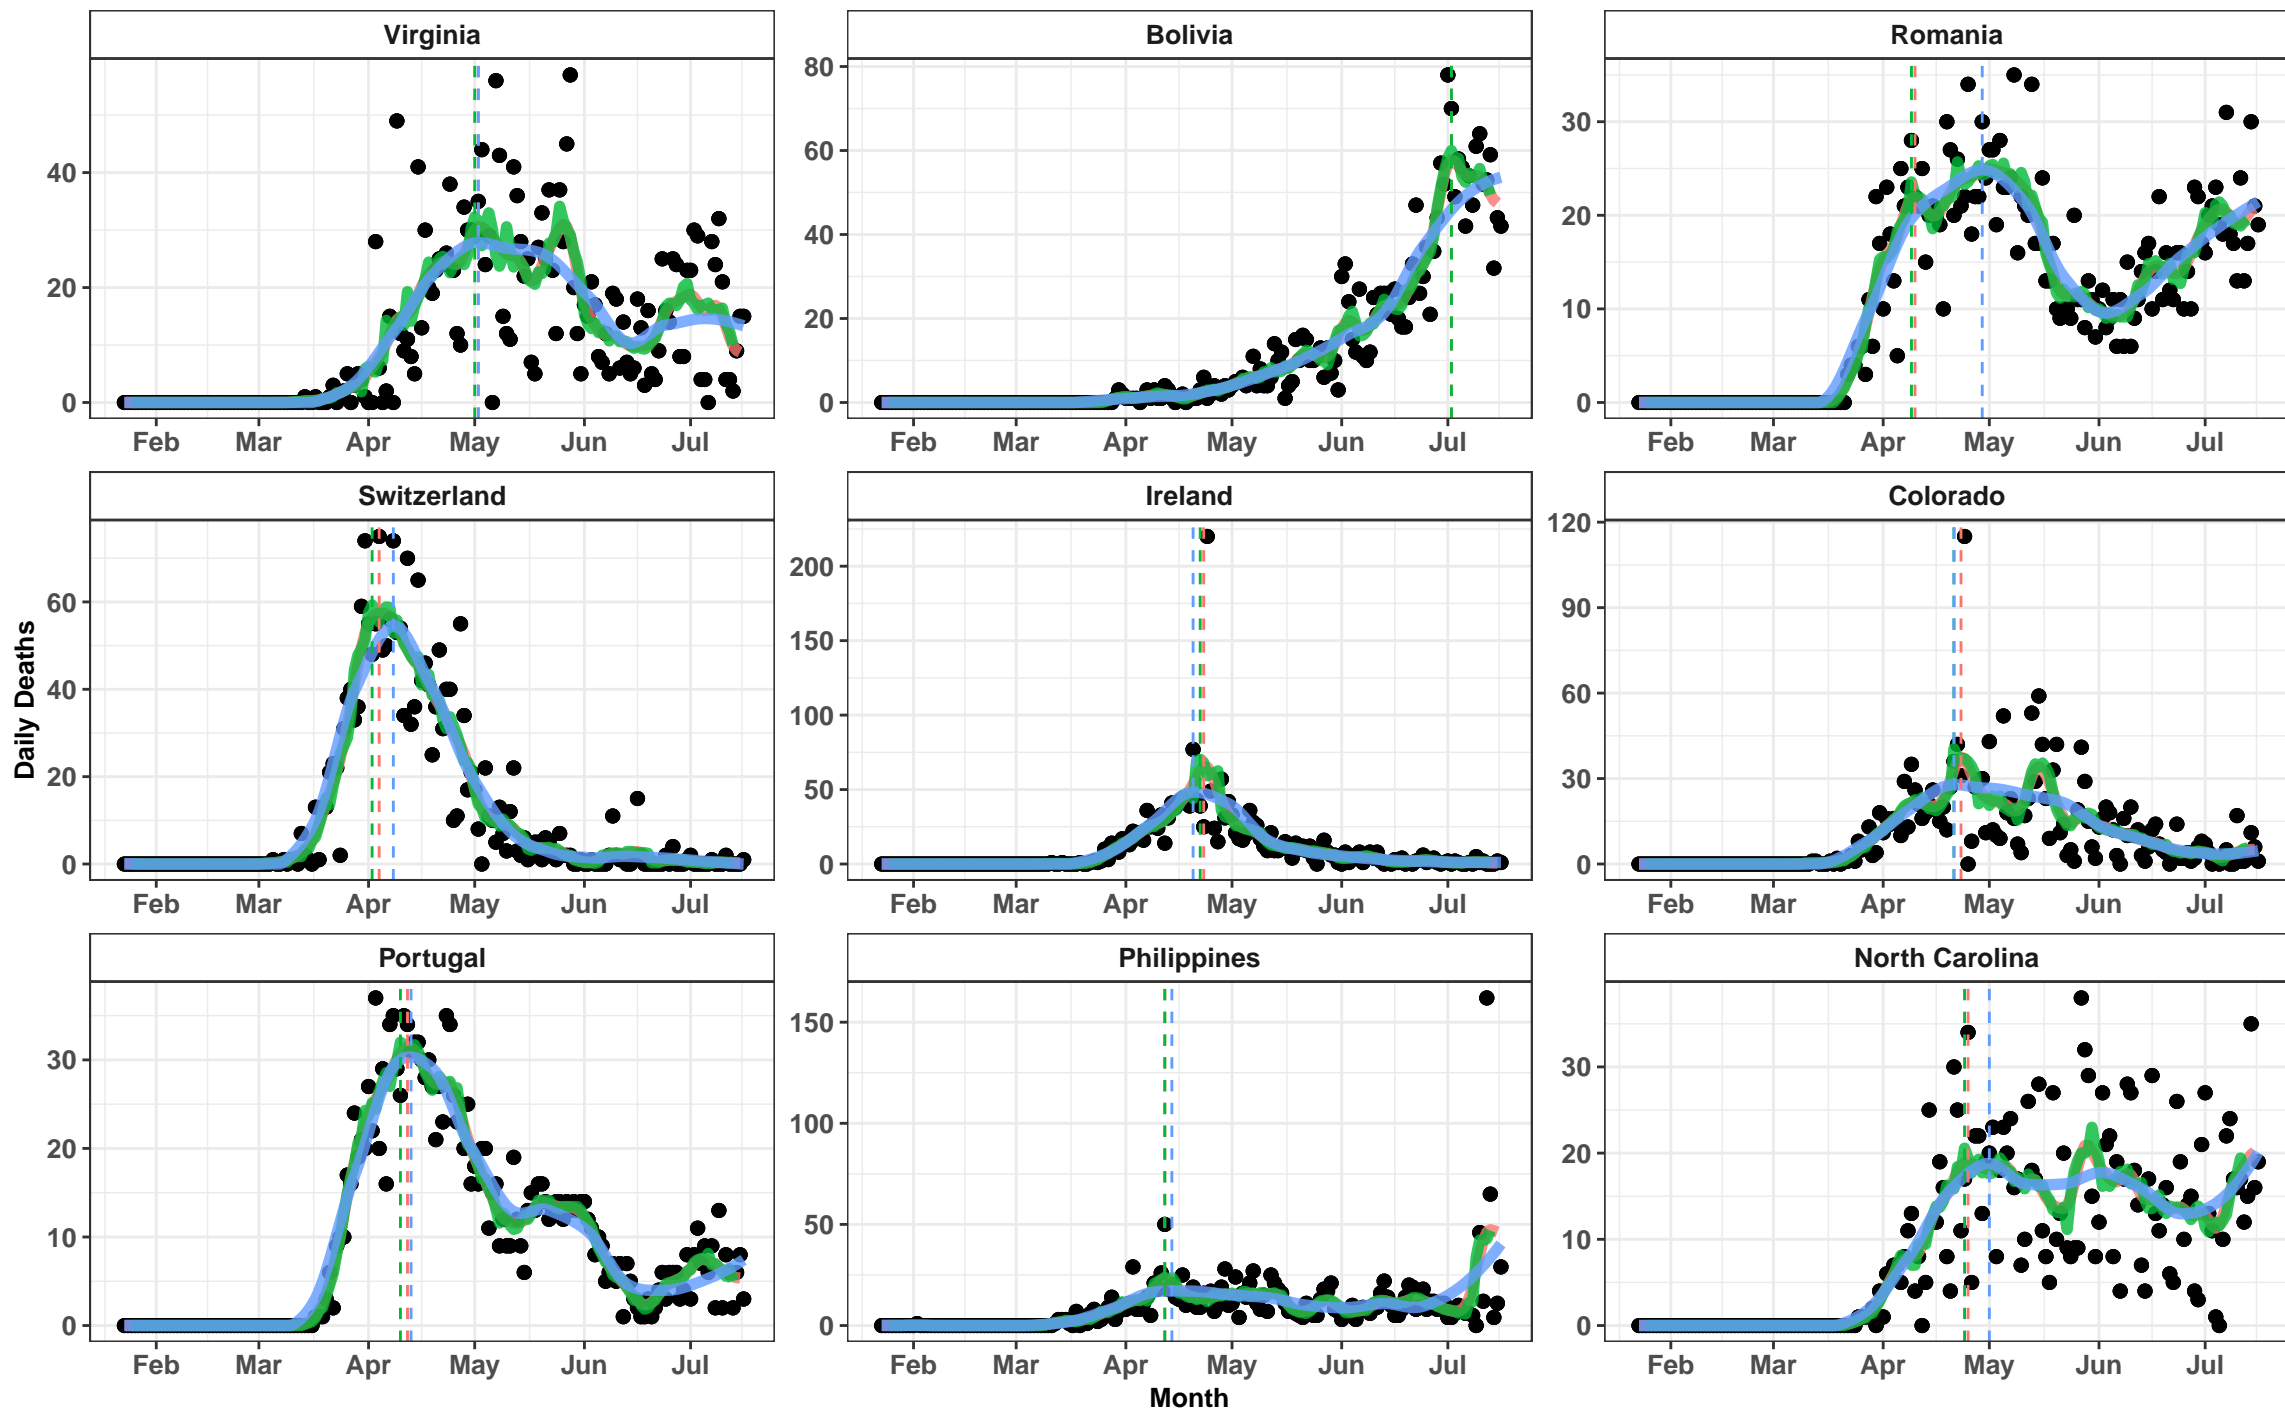 Virginia
Bolivia
Romania
0 20 40
0 20 40 60 80
0 10 20 30
Feb Mar Apr May Jun Jul
Feb Mar Apr May Jun Jul
Feb Mar Apr May Jun Jul
Switzerland
Ireland
Colorado
Daily Deaths
0 20 40 60
0 50 100 150 200
0 30 60 90 120
Feb Mar Apr May Jun Jul
Feb Mar Apr May Jun Jul
Feb Mar Apr May Jun Jul
Portugal
Philippines
North Carolina
0 10 20 30
0 50 100 150
0 10 20 30
Feb Mar Apr May Jun Jul
Feb Mar Apr May Jun Jul
Feb Mar Apr May Jun Jul
Month